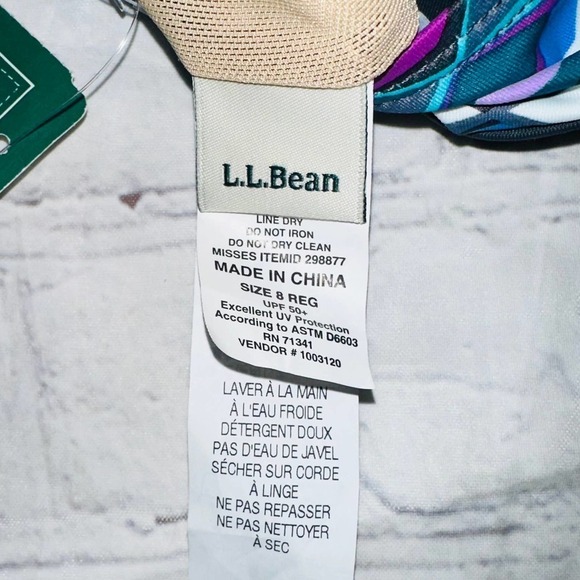 L.L.Bean
LINE DRY
DO NOT IRON
DO NOT DRY CLEAN
MISSES ITEMID 298877
MADE IN CHINA
SIZE 8 REG
UPF 50+
Excellent UV Protection
According to ASTM D6603
RN 71341
VENDOR # 1003120
LAVER À LA MAIN
À L'EAU FROIDE
DÉTERGENT DOUX
PAS D'EAU DE JAVEL
SÉCHER SUR CORDE
À LINGE
NE PAS REPASSER
NE PAS NETTOYER
À SEC